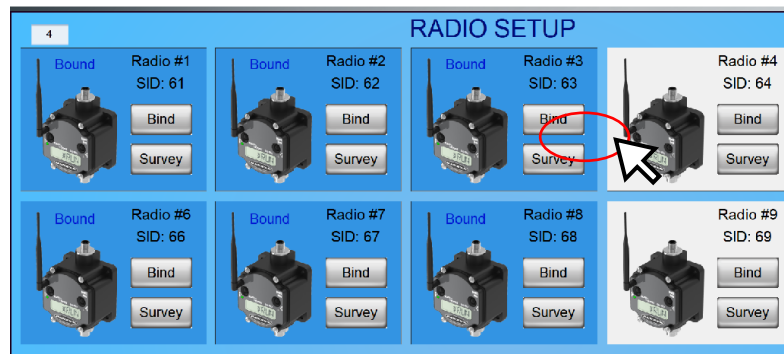 RADIO SETUP
4
Bound Radio #1 Bound Radio #2 Bound Radio #3 Radio #4
SID: 61 SID: 62 SID: 63 SID: 64
Bind Bind Bind Bind
Survey Survey Survey Survey
Bound Radio #6 Bound Radio #7 Bound Radio #8 Radio #9
SID: 66 SID: 67 SID: 68 SID: 69
Bind Bind Bind Bind
Survey Survey Survey Survey